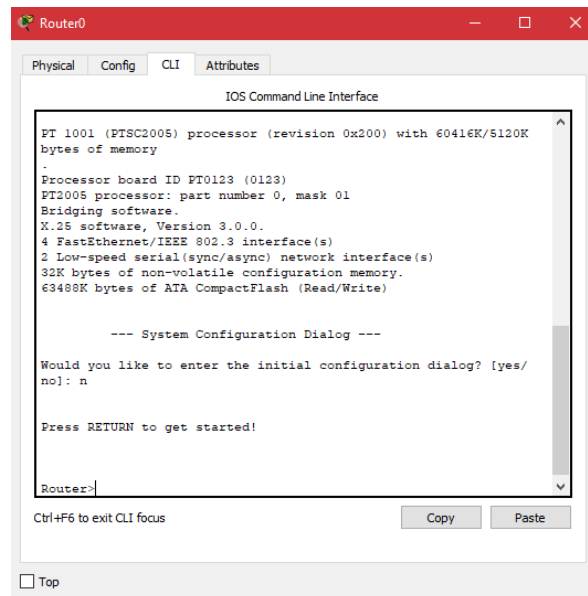 Router0
Physical Config CLI Attributes
IOS Command Line Interface
PT 1001 (PTSC2005) processor (revision 0x200) with 60416K/5120K
bytes of memory
.
Processor board ID PT0123 (0123)
PT2005 processor: part number 0, mask 01
Bridging software.
X.25 software, Version 3.0.0.
4 FastEthernet/IEEE 802.3 interface(s)
2 Low-speed serial(sync/async) network interface(s)
32K bytes of non-volatile configuration memory.
63488K bytes of ATA CompactFlash (Read/Write)
--- System Configuration Dialog ---
Would you like to enter the initial configuration dialog? [yes/
no]: n
Press RETURN to get started!
Router>
Ctrl+F6 to exit CLI focus
Copy Paste
Top